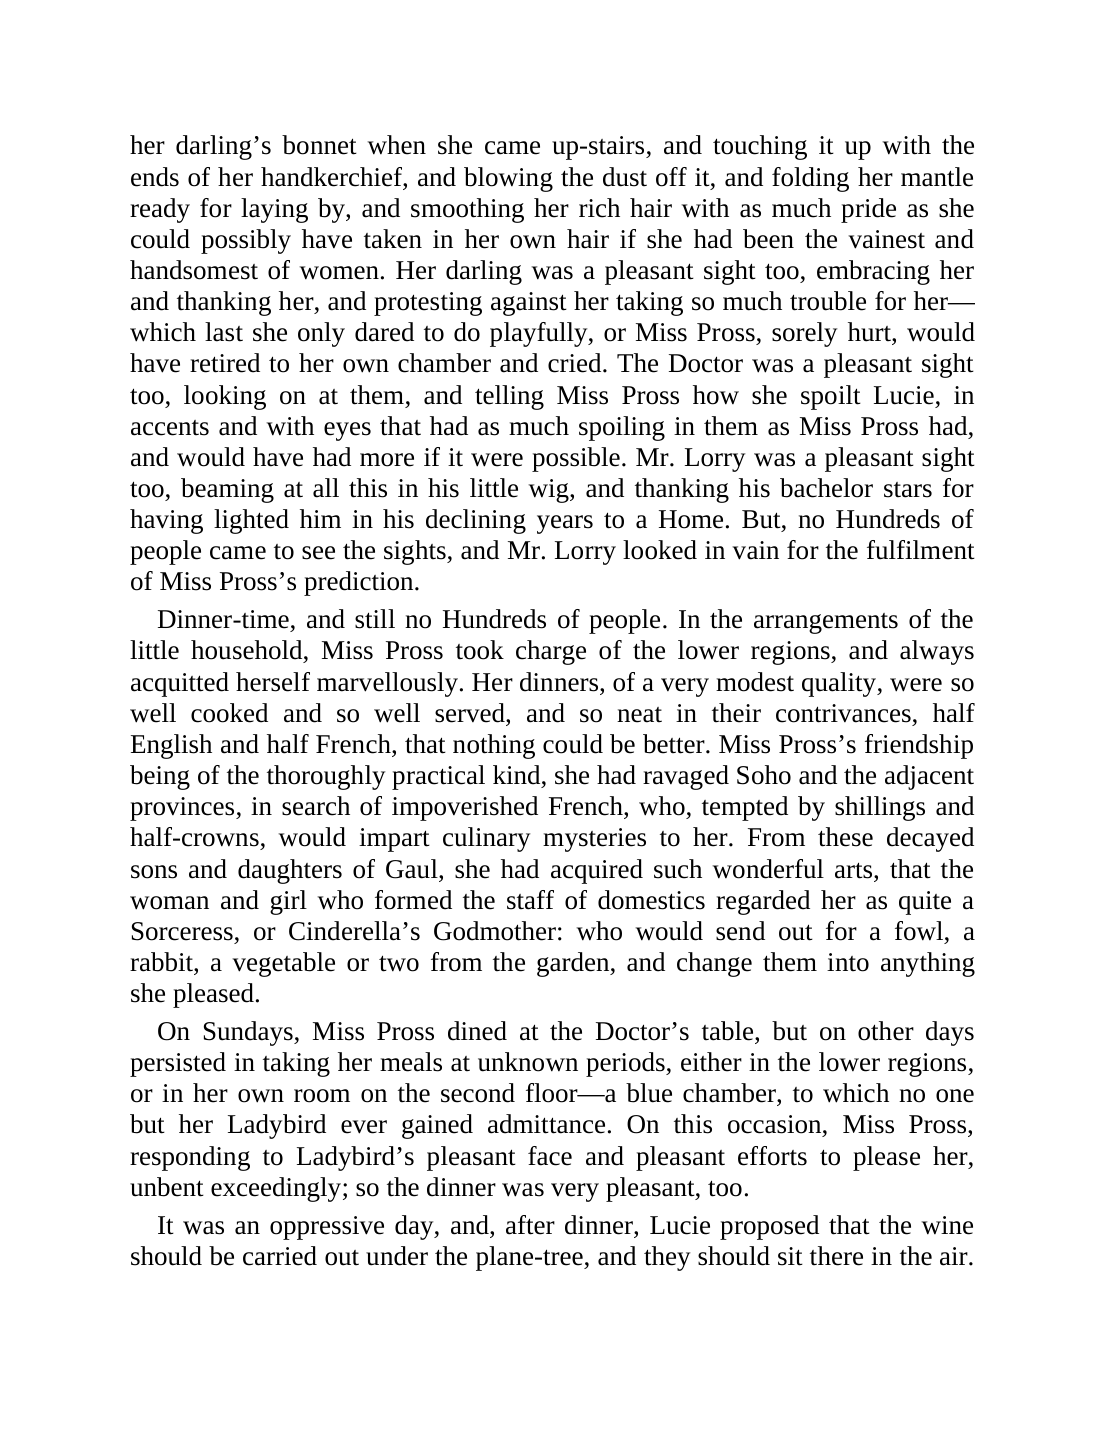 her darling’s bonnet when she came up-stairs, and touching it up with the
ends of her handkerchief, and blowing the dust off it, and folding her mantle
ready for laying by, and smoothing her rich hair with as much pride as she
could possibly have taken in her own hair if she had been the vainest and
handsomest of women. Her darling was a pleasant sight too, embracing her
and thanking her, and protesting against her taking so much trouble for her—
which last she only dared to do playfully, or Miss Pross, sorely hurt, would
have retired to her own chamber and cried. The Doctor was a pleasant sight
too, looking on at them, and telling Miss Pross how she spoilt Lucie, in
accents and with eyes that had as much spoiling in them as Miss Pross had,
and would have had more if it were possible. Mr. Lorry was a pleasant sight
too, beaming at all this in his little wig, and thanking his bachelor stars for
having lighted him in his declining years to a Home. But, no Hundreds of
people came to see the sights, and Mr. Lorry looked in vain for the fulfilment
of Miss Pross’s prediction.
Dinner-time, and still no Hundreds of people. In the arrangements of the
little household, Miss Pross took charge of the lower regions, and always
acquitted herself marvellously. Her dinners, of a very modest quality, were so
well cooked and so well served, and so neat in their contrivances, half
English and half French, that nothing could be better. Miss Pross’s friendship
being of the thoroughly practical kind, she had ravaged Soho and the adjacent
provinces, in search of impoverished French, who, tempted by shillings and
half-crowns, would impart culinary mysteries to her. From these decayed
sons and daughters of Gaul, she had acquired such wonderful arts, that the
woman and girl who formed the staff of domestics regarded her as quite a
Sorceress, or Cinderella’s Godmother: who would send out for a fowl, a
rabbit, a vegetable or two from the garden, and change them into anything
she pleased.
On Sundays, Miss Pross dined at the Doctor’s table, but on other days
persisted in taking her meals at unknown periods, either in the lower regions,
or in her own room on the second floor—a blue chamber, to which no one
but her Ladybird ever gained admittance. On this occasion, Miss Pross,
responding to Ladybird’s pleasant face and pleasant efforts to please her,
unbent exceedingly; so the dinner was very pleasant, too.
It was an oppressive day, and, after dinner, Lucie proposed that the wine
should be carried out under the plane-tree, and they should sit there in the air.